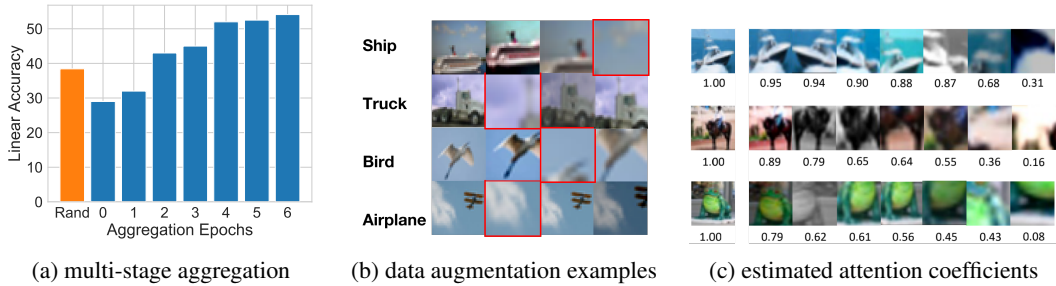 50
40
30
20
10
0
Linear Accuracy
Rand 0 1 2 3 4 5 6
Aggregation Epochs
(a) multi-stage aggregation
Ship
Truck
Bird
Airplane
(b) data augmentation examples
1.00 0.95 0.94 0.90 0.88 0.87 0.68 0.31
1.00 0.89 0.79 0.65 0.64 0.55 0.36 0.16
1.00 0.79 0.62 0.61 0.56 0.45 0.43 0.08
(c) estimated attention coefficients